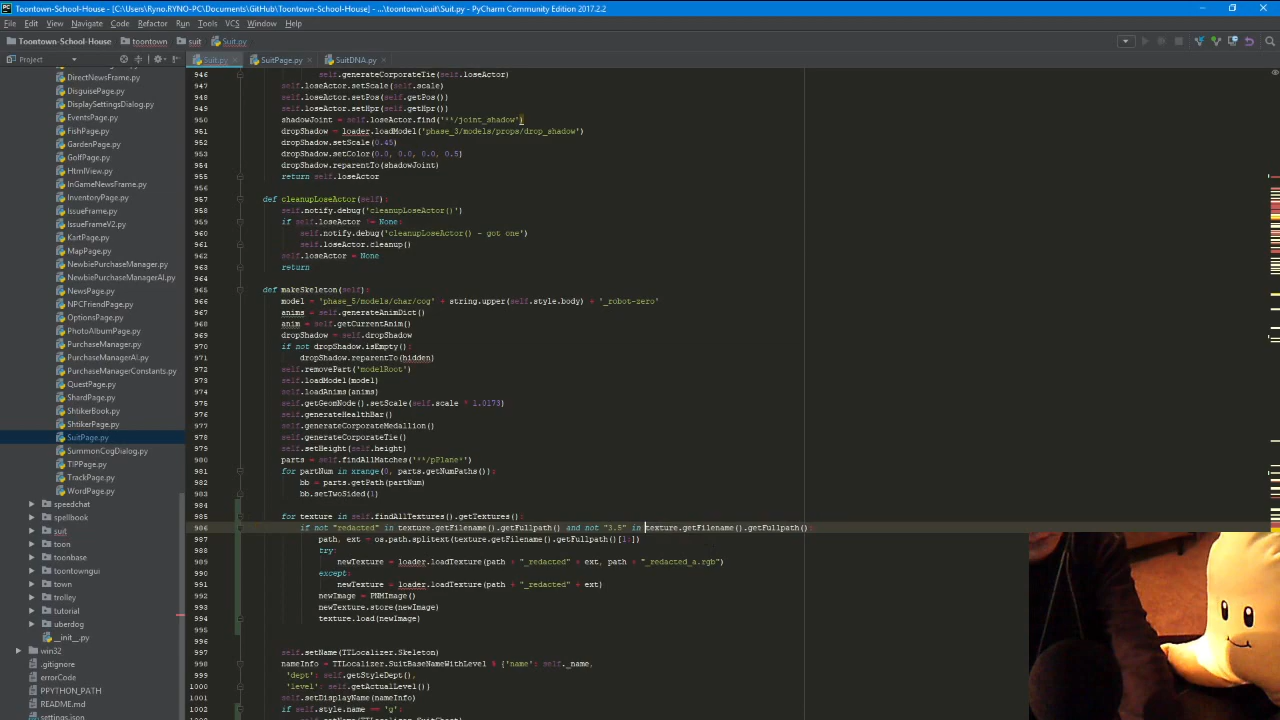 [C:\Users\Ryno.RYNO-PC\Documents\GitHub\Toontown-School-House] - ...\toontown\suit\Suit.py - PyCharm Community Edition 2017.2.2
File Edit View Navigate Code Refactor Run Tools VCS Window Help
Toontown-School-House toontown suit Suit.py
Project Suit.py SuitPage.py SuitDNA.py
DirectNewsFrame.py
DisguisePage.py
DisplaySettingsDialog.py
EventsPage.py
FishPage.py
GardenPage.py
GolfPage.py
HtmlView.py
InGameNewsFrame.py
InventoryPage.py
IssueFrame.py
IssueFrameV2.py
KartPage.py
MapPage.py
NewbiePurchaseManager.py
NewbiePurchaseManagerAI.py
NewsPage.py
NPCFriendPage.py
OptionsPage.py
PhotoAlbumPage.py
PurchaseManager.py
PurchaseManagerAI.py
PurchaseManagerConstants.py
QuestPage.py
ShardPage.py
ShtikerBook.py
ShtikerPage.py
SuitPage.py
SummonCogDialog.py
TIPPage.py
TrackPage.py
WordPage.py
speedchat
spellbook
suit
toon
toonbase
toontowngui
town
trolley
tutorial
uberdog
__init__.py
win32
.gitignore
errorCode
PPYTHON_PATH
README.md
settings.json
946 self.generateCorporateTie(self.loseActor)
947 self.loseActor.setScale(self.scale)
948 self.loseActor.setPos(self.getPos())
949 self.loseActor.setHpr(self.getHpr())
950 shadowJoint = self.loseActor.find('**/joint_shadow')
951 dropShadow = loader.loadModel('phase_3/models/props/drop_shadow')
952 dropShadow.setScale(0.45)
953 dropShadow.setColor(0.0, 0.0, 0.0, 0.5)
954 dropShadow.reparentTo(shadowJoint)
955 return self.loseActor
956
957 def cleanupLoseActor(self):
958 self.notify.debug('cleanupLoseActor()')
959 if self.loseActor != None:
960 self.notify.debug('cleanupLoseActor() - got one')
961 self.loseActor.cleanup()
962 self.loseActor = None
963 return
964
965 def makeSkeleton(self):
966 model = 'phase_5/models/char/cog' + string.upper(self.style.body) + '_robot-zero'
967 anims = self.generateAnimDict()
968 anim = self.getCurrentAnim()
969 dropShadow = self.dropShadow
970 if not dropShadow.isEmpty():
971 dropShadow.reparentTo(hidden)
972 self.removePart('modelRoot')
973 self.loadModel(model)
974 self.loadAnims(anims)
975 self.getGeomNode().setScale(self.scale * 1.0173)
976 self.generateHealthBar()
977 self.generateCorporateMedallion()
978 self.generateCorporateTie()
979 self.setHeight(self.height)
980 parts = self.findAllMatches('**/pPlane*')
981 for partNum in xrange(0, parts.getNumPaths()):
982 bb = parts.getPath(partNum)
983 bb.setTwoSided(1)
984
985 for texture in self.findAllTextures().getTextures():
986 if not "redacted" in texture.getFilename().getFullpath() and not "3.5" in texture.getFilename().getFullpath():
987 path, ext = os.path.splitext(texture.getFilename().getFullpath()[1:])
988 try:
989 newTexture = loader.loadTexture(path + "_redacted" + ext, path + "_redacted_a.rgb")
990 except:
991 newTexture = loader.loadTexture(path + "_redacted" + ext)
992 newImage = PNMImage()
993 newTexture.store(newImage)
994 texture.load(newImage)
995
996
997 self.setName(TTLocalizer.Skeleton)
998 nameInfo = TTLocalizer.SuitBaseNameWithLevel % {'name': self._name,
999 'dept': self.getStyleDept(),
1000 'level': self.getActualLevel()}
1001 self.setDisplayName(nameInfo)
1002 if self.style.name == 'g':